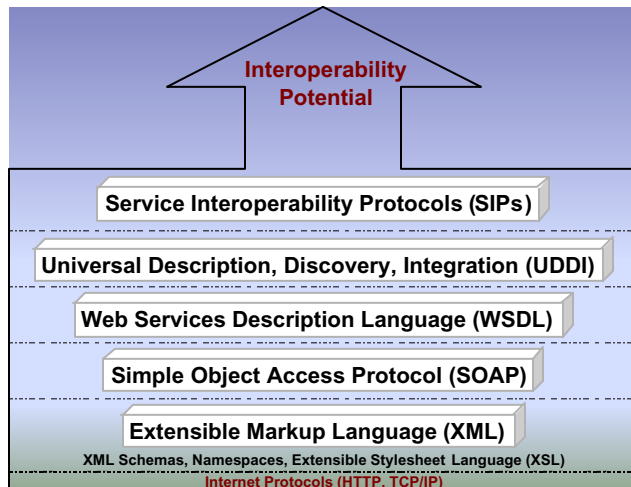 Interoperability
Potential
Service Interoperability Protocols (SIPs)
Universal Description, Discovery, Integration (UDDI)
Web Services Description Language (WSDL)
Simple Object Access Protocol (SOAP)
Extensible Markup Language (XML)
XML Schemas, Namespaces, Extensible Stylesheet Language (XSL)
Internet Protocols (HTTP, TCP/IP)